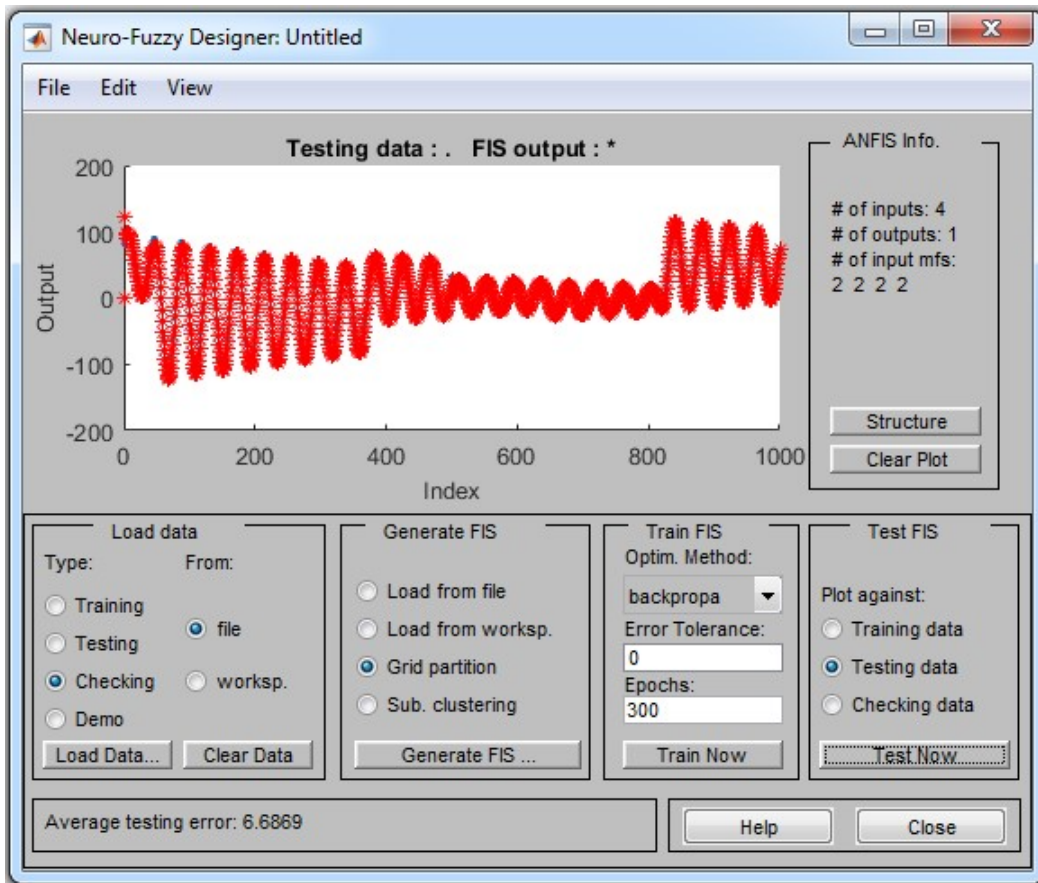 Neuro-Fuzzy Designer: Untitled
File Edit View
Testing data : . FIS output : *
200
100
0
-100
-200
Output
0 200 400 600 800 1000
Index
ANFIS Info.
# of inputs: 4
# of outputs: 1
# of input mfs:
2 2 2 2
Structure
Clear Plot
Load data
Type: From:
Training
Testing
Checking
Demo
file
worksp.
Load Data... Clear Data
Generate FIS
Load from file
Load from worksp.
Grid partition
Sub. clustering
Generate FIS ...
Train FIS
Optim. Method:
backpropa
Error Tolerance:
0
Epochs:
300
Train Now
Test FIS
Plot against:
Training data
Testing data
Checking data
Test Now
Average testing error: 6.6869
Help Close